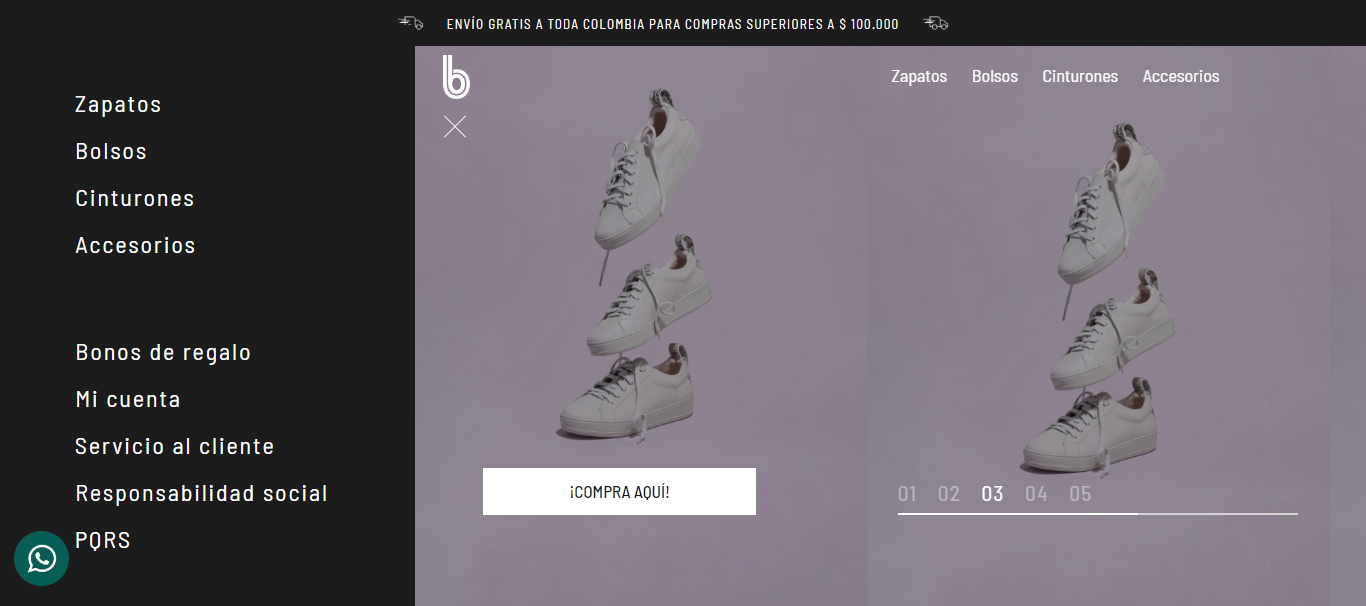 ENVÍO GRATIS A TODA COLOMBIA PARA COMPRAS SUPERIORES A $ 100.000
b
Zapatos Bolsos Cinturones Accesorios
Zapatos
Bolsos
Cinturones
Accesorios
Bonos de regalo
Mi cuenta
Servicio al cliente
Responsabilidad social
PQRS
¡COMPRA AQUÍ!
01 02 03 04 05